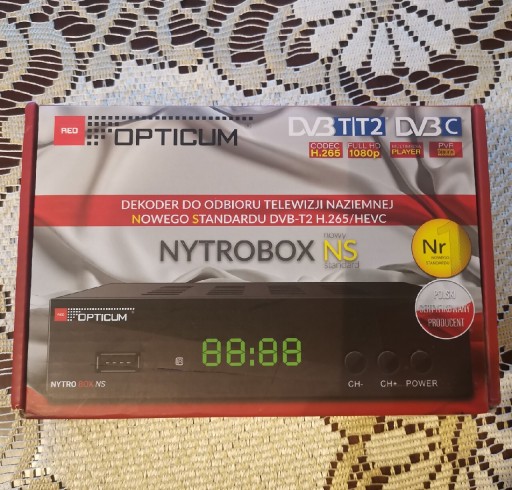 RED OPTICUM
DVB T/T2 DVB C
CODEC H.265
FULL HD 1080p
MULTIMEDIA PLAYER
PVR
DEKODER DO ODBIORU TELEWIZJI NAZIEMNEJ
NOWEGO STANDARDU DVB-T2 H.265/HEVC
nowy
NYTROBOX NS
standard
Nr 1
POLSKI
PRODUCENT
RED OPTICUM
88:88
NYTROBOX NS
CH- CH+ POWER